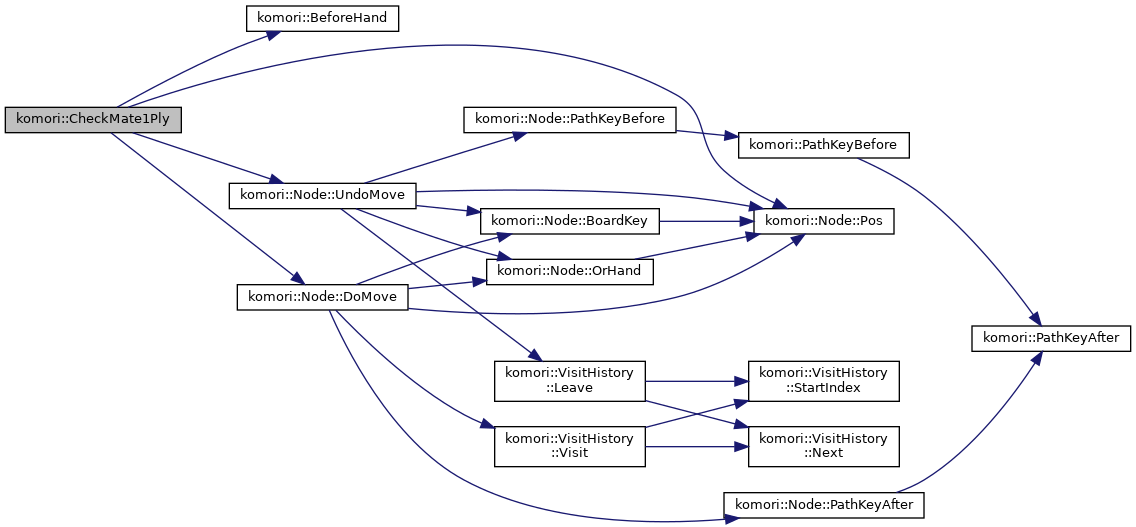 komori::BeforeHand
komori::CheckMate1Ply
komori::Node::PathKeyBefore
komori::PathKeyBefore
komori::Node::UndoMove
komori::Node::BoardKey
komori::Node::Pos
komori::Node::OrHand
komori::Node::DoMove
komori::PathKeyAfter
komori::VisitHistory
::Leave
komori::VisitHistory
::StartIndex
komori::VisitHistory
::Visit
komori::VisitHistory
::Next
komori::Node::PathKeyAfter